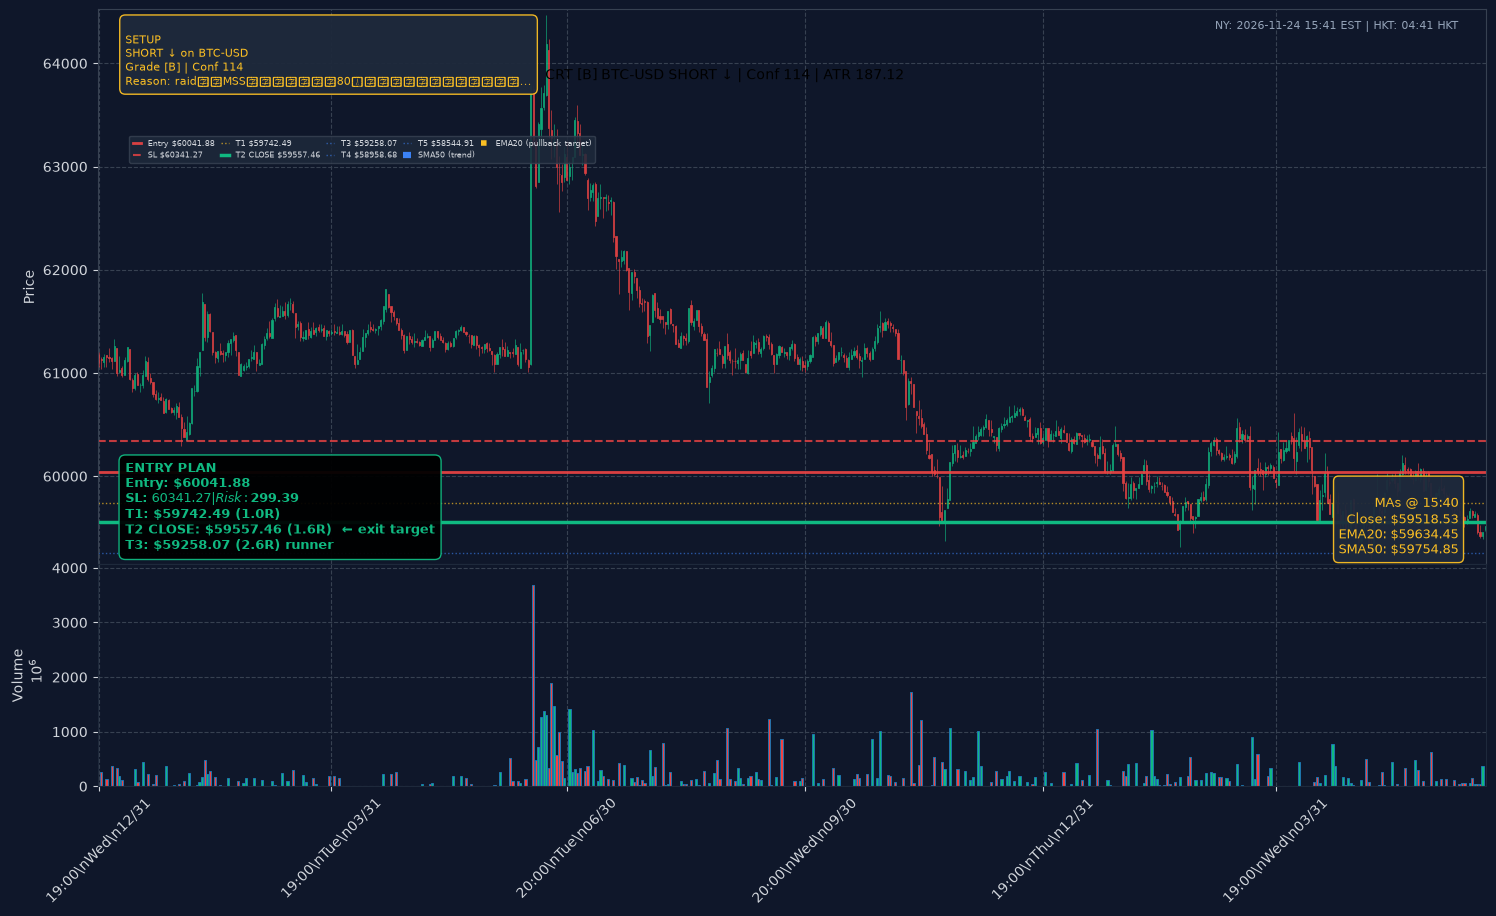 NY: 2026-11-24 15:41 EST | HKT: 04:41 HKT
SETUP
SHORT ↓ on BTC-USD
Grade [B] | Conf 114
Reason: raid MSS 80 ...
CRT [B] BTC-USD SHORT ↓ | Conf 114 | ATR 187.12
Entry $60041.88 T1 $59742.49 T3 $59258.07 T5 $58544.91 EMA20 (pullback target)
SL $60341.27 T2 CLOSE $59557.46 T4 $58958.68 SMA50 (trend)
Price
64000
63000
62000
61000
60000
ENTRY PLAN
Entry: $60041.88
SL: 60341.27|Risk:299.39
T1: $59742.49 (1.0R)
T2 CLOSE: $59557.46 (1.6R) ← exit target
T3: $59258.07 (2.6R) runner
MAs @ 15:40
Close: $59518.53
EMA20: $59634.45
SMA50: $59754.85
Volume
10⁶
4000
3000
2000
1000
0
19:00\nWed\n12/31
19:00\nTue\n03/31
20:00\nTue\n06/30
20:00\nWed\n09/30
19:00\nThu\n12/31
19:00\nWed\n03/31